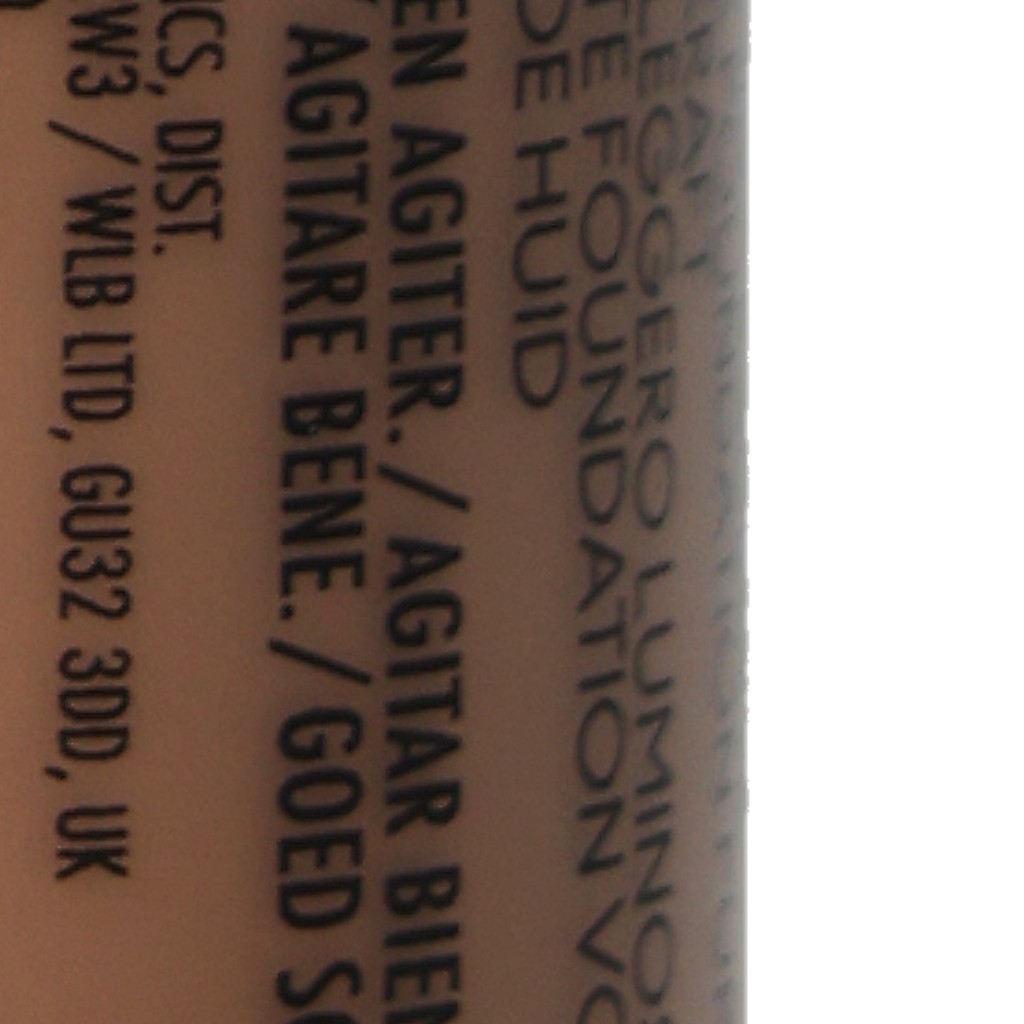 LEGGERO LUMINOS
TE FOUNDATION VO
DE HUID
EN AGITER. / AGITAR BIEN
AGITARE BENE. / GOED
ICS, DIST.
W3 / WLB LTD, GU32 3DD, UK